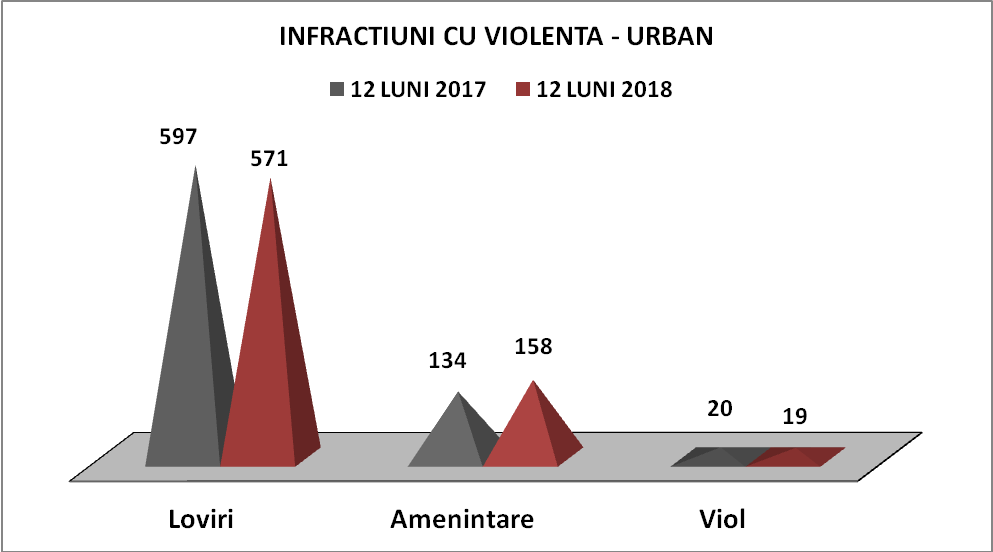 INFRACTIUNI CU VIOLENTA - URBAN
12 LUNI 2017 12 LUNI 2018
597
571
134
158
20
19
Loviri Amenintare Viol